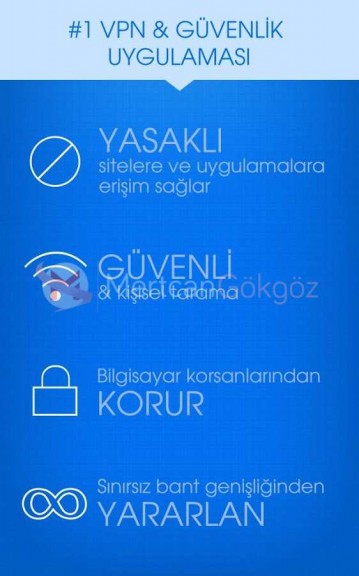 #1 VPN & GÜVENLİK
UYGULAMASI
YASAKLI
sitelere ve uygulamalara
erişim sağlar
GÜVENLİ
& kişisel tarama
Mertcan Gökgöz
Bilgisayar korsanlarından
KORUR
Sınırsız bant genişliğinden
YARARLAN